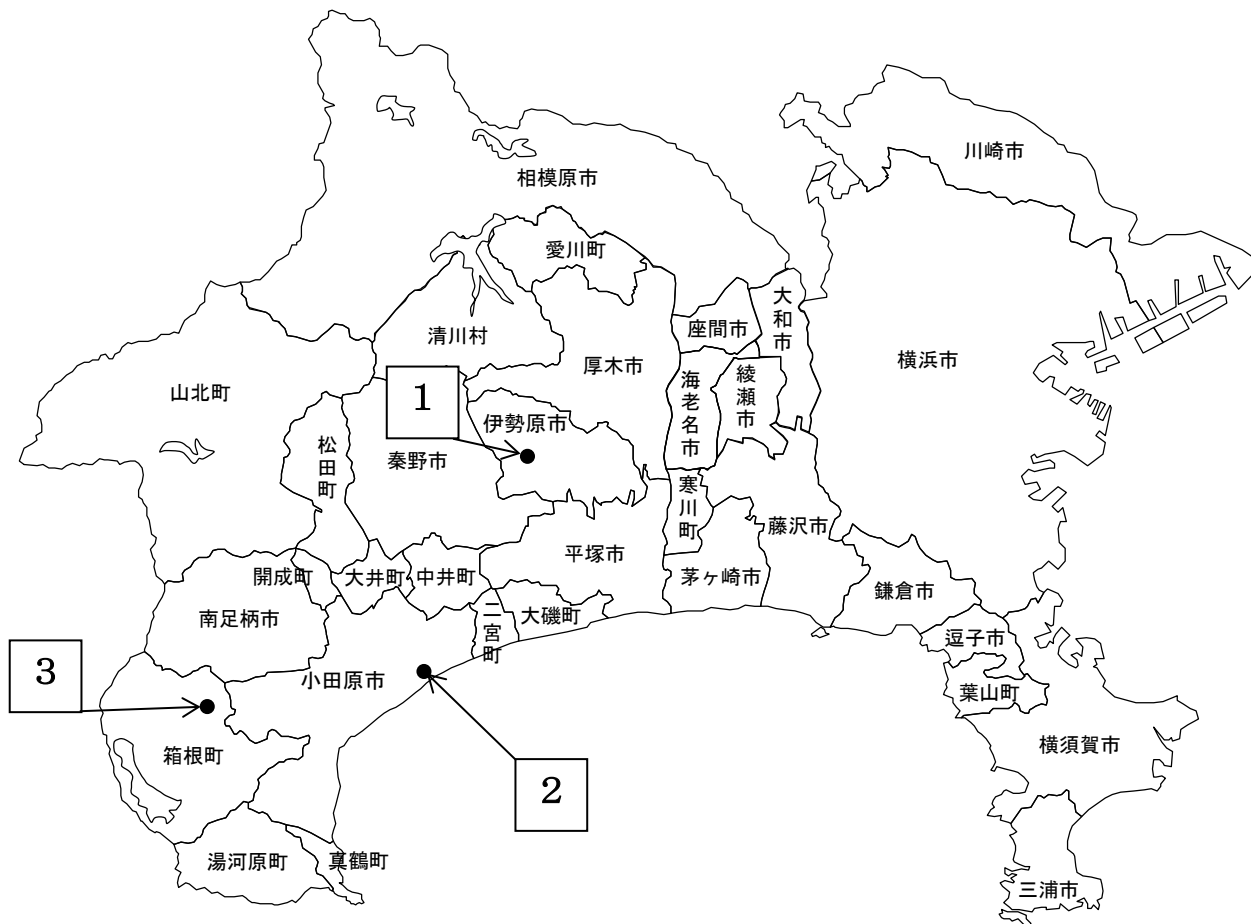 川崎市
相模原市
愛川町
大和市
座間市
清川村
横浜市
厚木市
山北町
海老名市
綾瀬市
1
伊勢原市
松田町
秦野市
寒川町
藤沢市
平塚市
開成町
大井町
中井町
茅ヶ崎市
鎌倉市
南足柄市
二宮町
大磯町
逗子市
3
小田原市
葉山町
箱根町
横須賀市
2
湯河原町
真鶴町
三浦市